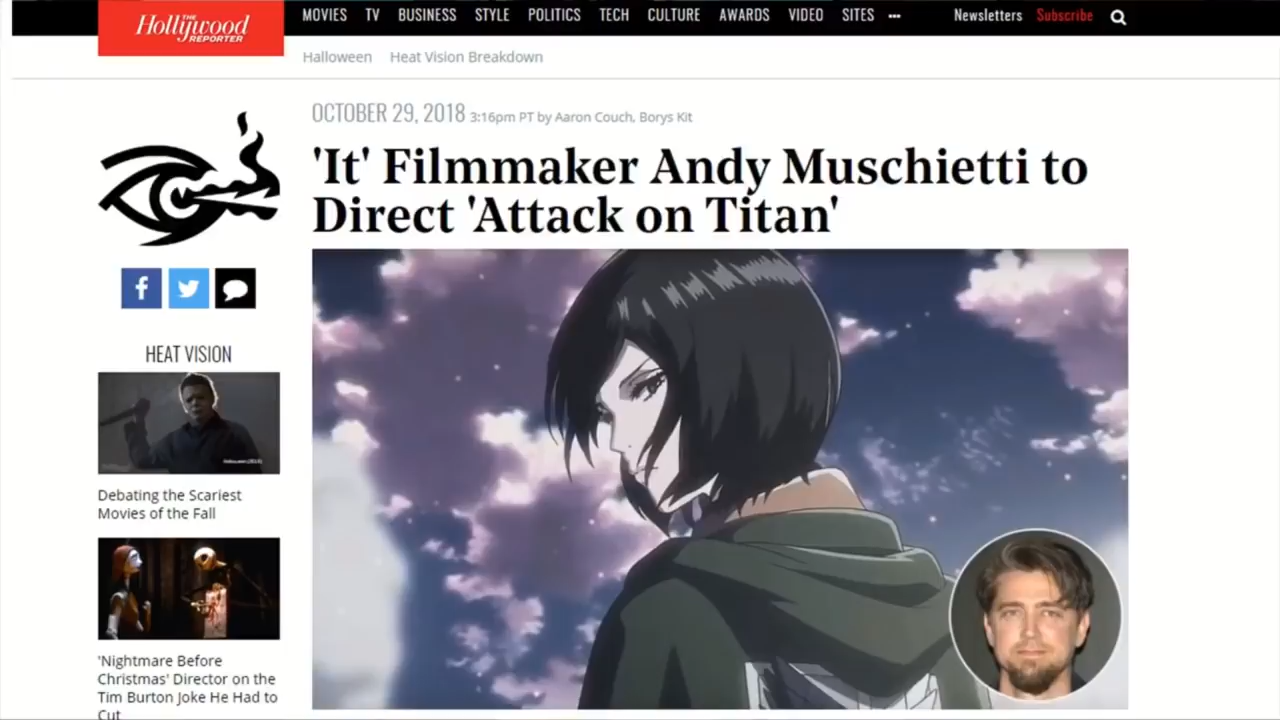 THE
Hollywood
REPORTER
MOVIES TV BUSINESS STYLE POLITICS TECH CULTURE AWARDS VIDEO SITES ••• Newsletters Subscribe
Halloween Heat Vision Breakdown
OCTOBER 29, 2018 3:16pm PT by Aaron Couch, Borys Kit
'It' Filmmaker Andy Muschietti to
Direct 'Attack on Titan'
HEAT VISION
Halloween (2018)
Debating the Scariest
Movies of the Fall
'Nightmare Before
Christmas' Director on the
Tim Burton Joke He Had to
Cut